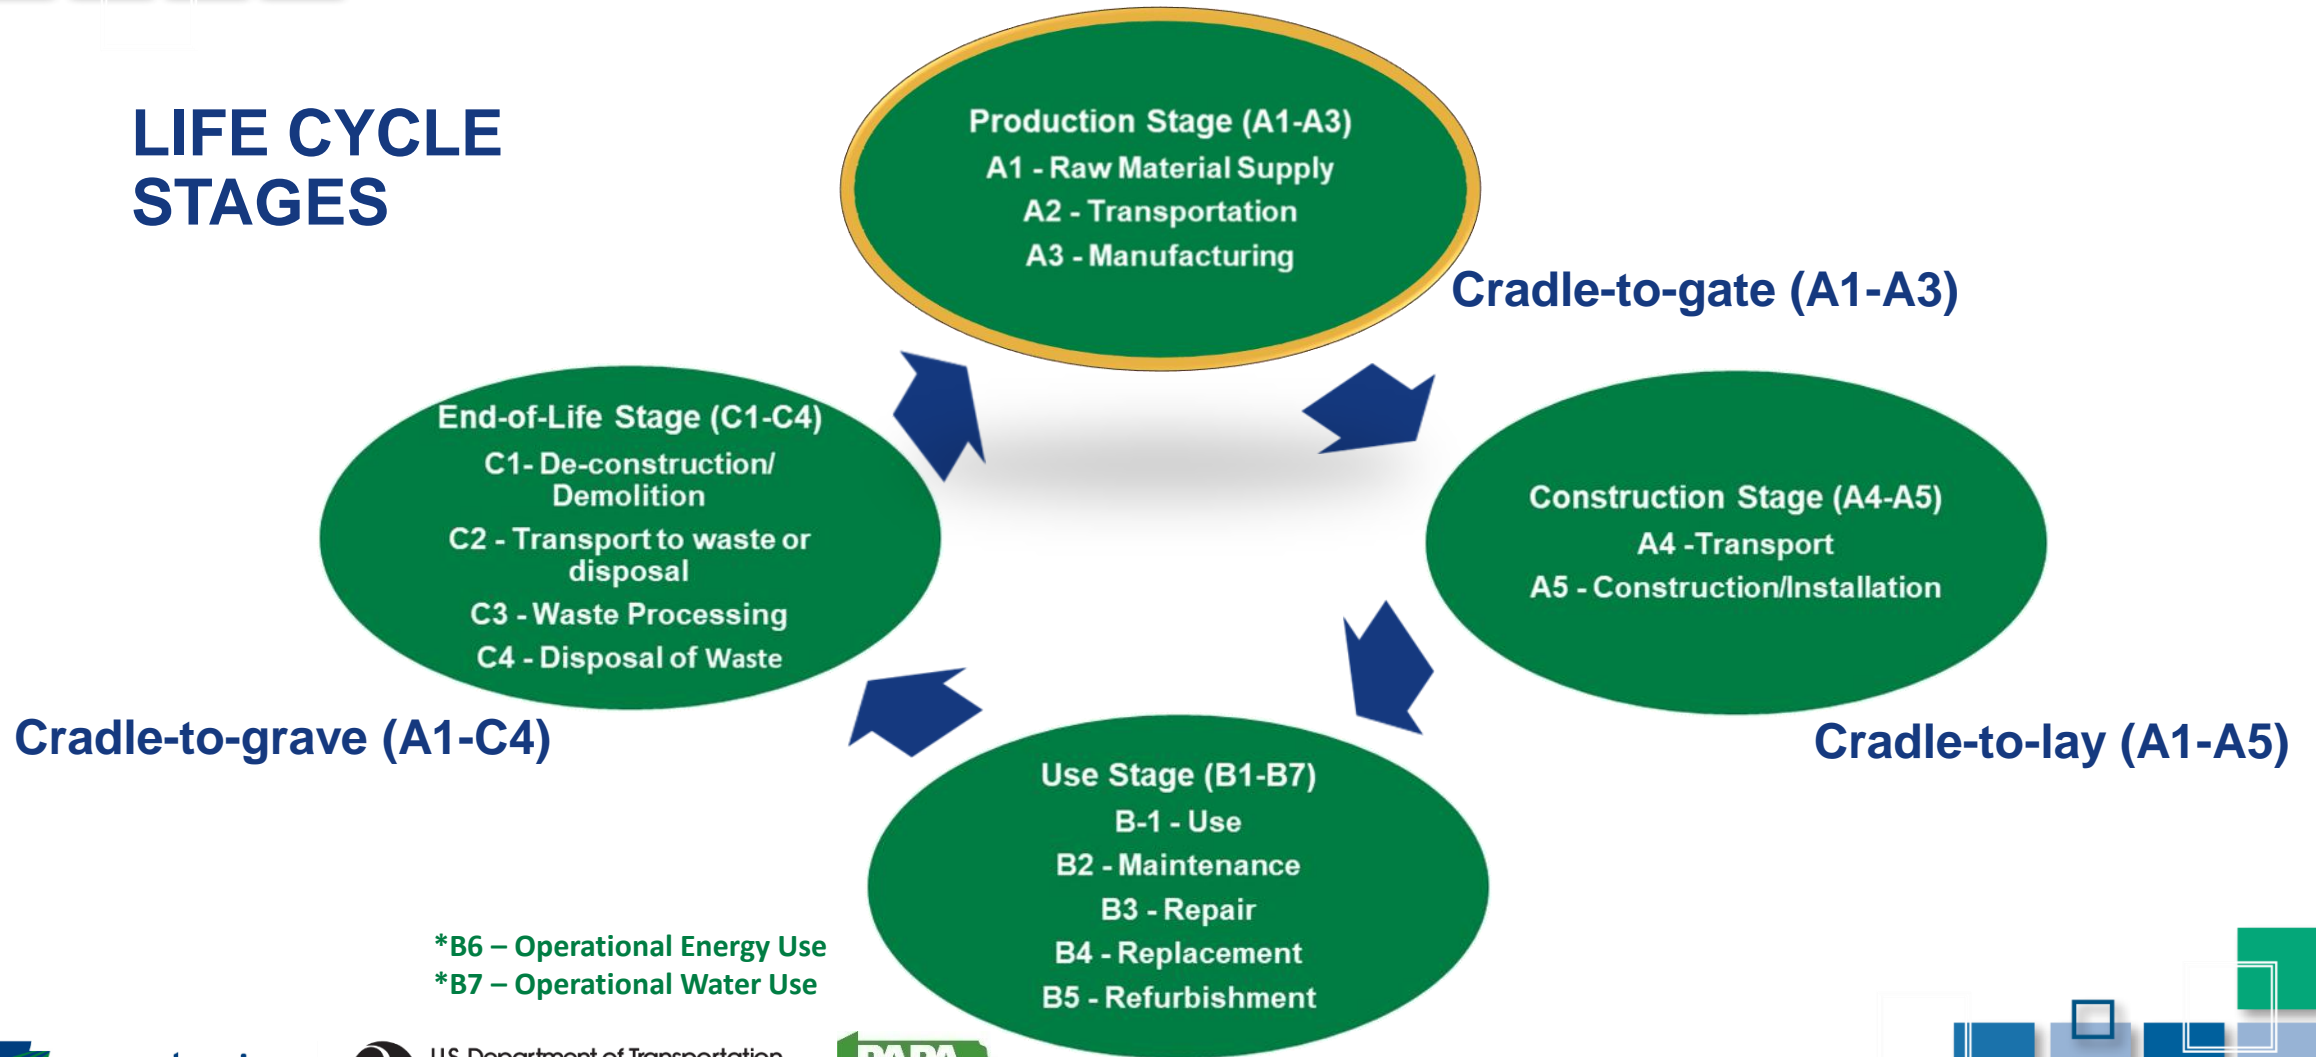 LIFE CYCLE
STAGES
Production Stage (A1-A3)
A1 - Raw Material Supply
A2 - Transportation
A3 - Manufacturing
Cradle-to-gate (A1-A3)
Construction Stage (A4-A5)
A4 -Transport
A5 - Construction/Installation
Cradle-to-lay (A1-A5)
Use Stage (B1-B7)
B-1 - Use
B2 - Maintenance
B3 - Repair
B4 - Replacement
B5 - Refurbishment
*B6 – Operational Energy Use
*B7 – Operational Water Use
End-of-Life Stage (C1-C4)
C1- De-construction/
Demolition
C2 - Transport to waste or
disposal
C3 - Waste Processing
C4 - Disposal of Waste
Cradle-to-grave (A1-C4)
U.S. Department of Transportation
PAPA